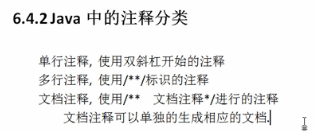 6.4.2 Java 中的注释分类
单行注释, 使用双斜杠开始的注释
多行注释, 使用/**/标识的注释
文档注释, 使用/** 文档注释*/进行的注释
文档注释可以单独的生成相应的文档.